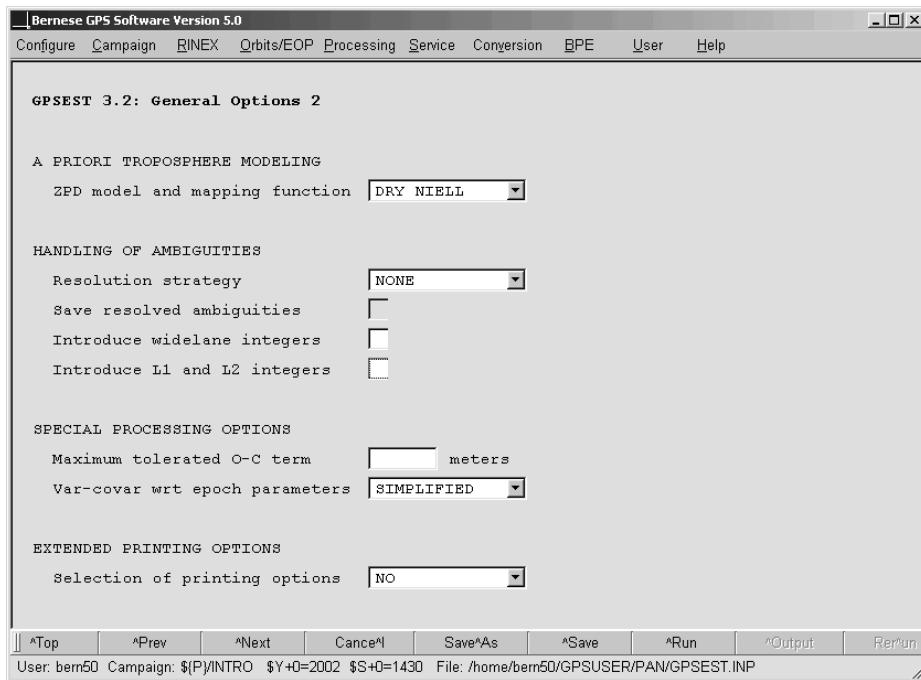 Bernese GPS Software Version 5.0
Configure Campaign RINEX Orbits/EOP Processing Service Conversion BPE User Help
GPSEST 3.2: General Options 2
A PRIORI TROPOSPHERE MODELING
ZPD model and mapping function DRY NIELL
HANDLING OF AMBIGUITIES
Resolution strategy NONE
Save resolved ambiguities
Introduce widelane integers
Introduce L1 and L2 integers
SPECIAL PROCESSING OPTIONS
Maximum tolerated O-C term meters
Var-covar wrt epoch parameters SIMPLIFIED
EXTENDED PRINTING OPTIONS
Selection of printing options NO
^Top ^Prev ^Next Cance^l Save^As ^Save ^Run ^Output Rer^un
User: bern50 Campaign: ${P}/INTRO $Y+0=2002 $S+0=1430 File: /home/bern50/GPSUSER/PAN/GPSEST.INP